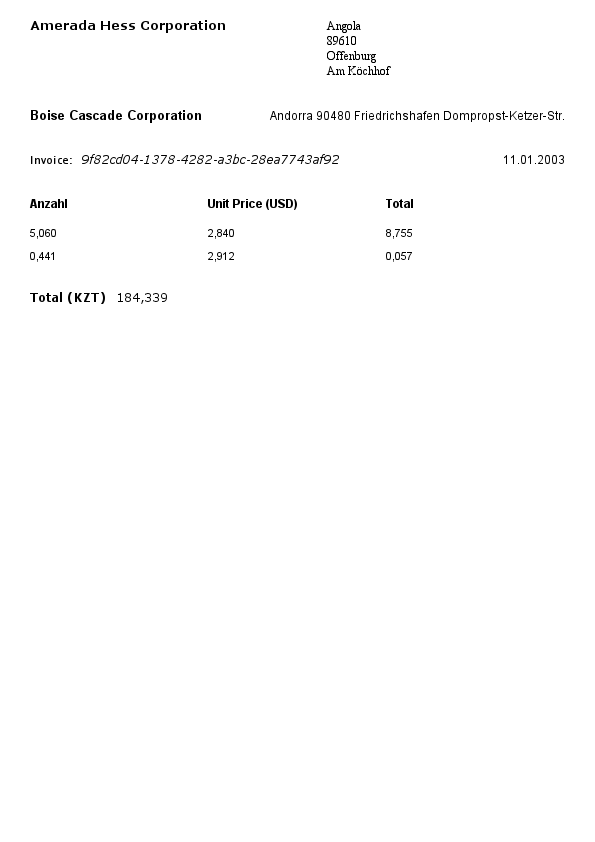 Amerada Hess Corporation
Angola
89610
Offenburg
Am Köchhof
Boise Cascade Corporation Andorra 90480 Friedrichshafen Dompropst-Ketzer-Str.
Invoice: 9f82cd04-1378-4282-a3bc-28ea7743af92 11.01.2003
Anzahl Unit Price (USD) Total
5,060 2,840 8,755
0,441 2,912 0,057
Total (KZT) 184,339